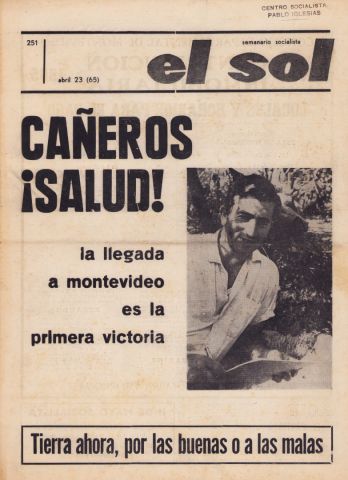 CENTRO SOCIALISTA
PABLO IGLESIAS
251
semanario socialista
abril 23 (65)
el sol
CAÑEROS
¡SALUD!
la llegada
a montevideo
es la
primera victoria
Tierra ahora, por las buenas o a las malas